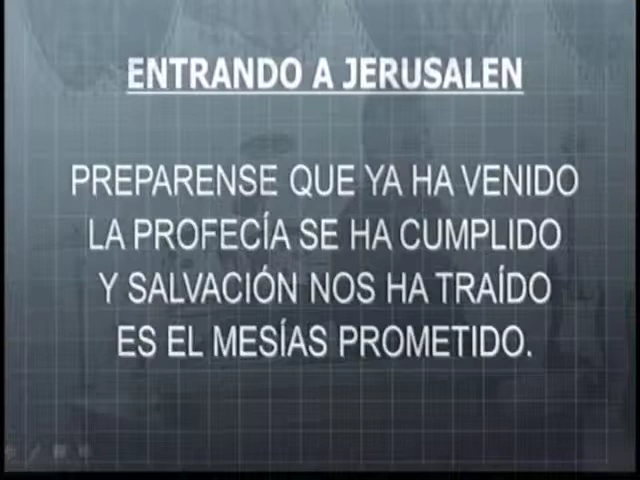 ENTRANDO A JERUSALEN
PREPARENSE QUE YA HA VENIDO
LA PROFECÍA SE HA CUMPLIDO
Y SALVACIÓN NOS HA TRAÍDO
ES EL MESÍAS PROMETIDO.